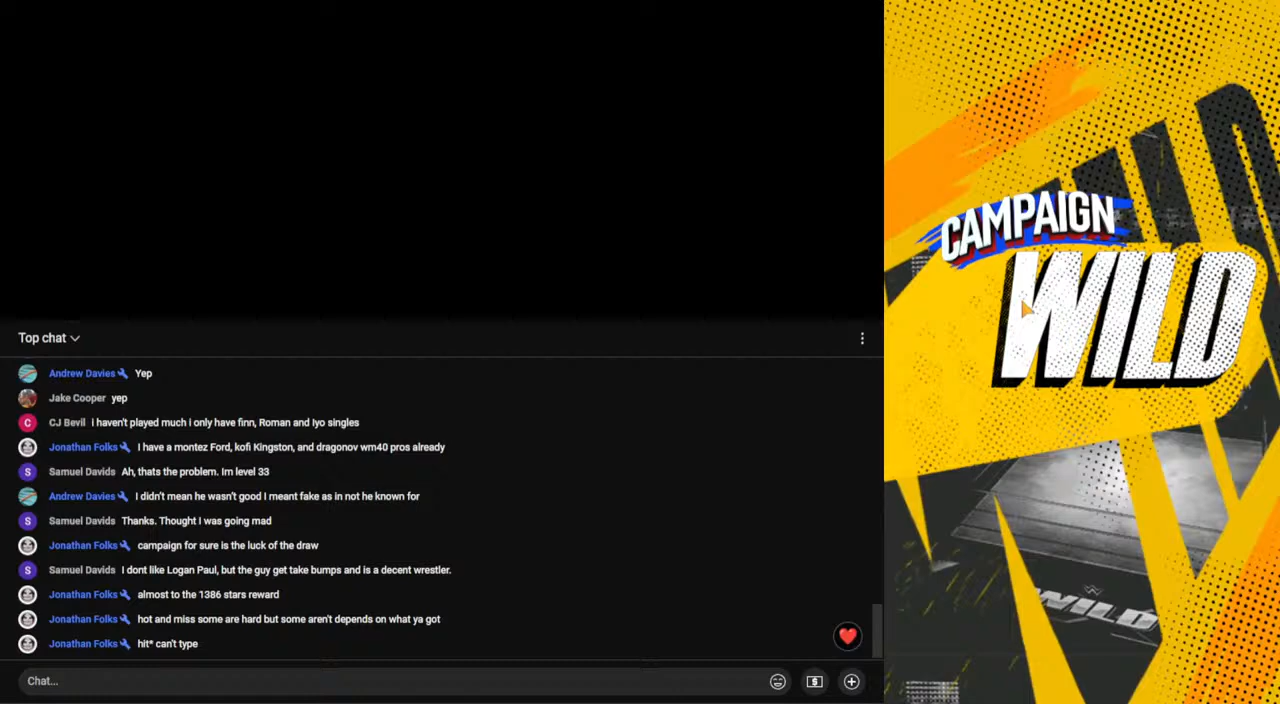 Top chat
Andrew Davies Yep
Jake Cooper yep
C CJ Bevil I haven't played much i only have finn, Roman and Iyo singles
Jonathan Folks I have a montez Ford, kofi Kingston, and dragonov wm40 pros already
S Samuel Davids Ah, thats the problem. Im level 33
Andrew Davies I didn't mean he wasn't good I meant fake as in not he known for
S Samuel Davids Thanks. Thought I was going mad
Jonathan Folks campaign for sure is the luck of the draw
S Samuel Davids I dont like Logan Paul, but the guy get take bumps and is a decent wrestler.
Jonathan Folks almost to the 1386 stars reward
Jonathan Folks hot and miss some are hard but some aren't depends on what ya got
Jonathan Folks hit* can't type
Chat...
CAMPAIGN
WILD
WILD
WILD